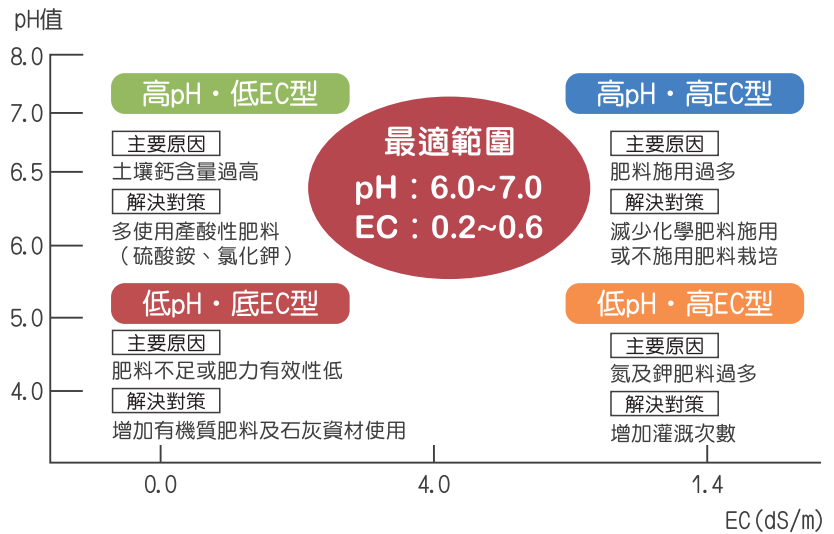 pH值
8.0
7.0
6.5
6.0
5.0
4.0
高pH・低EC型
主要原因
土壤鈣含量過高
解決對策
多使用產酸性肥料
（硫酸銨、氯化鉀）
最適範圍
pH：6.0~7.0
EC：0.2~0.6
高pH・高EC型
主要原因
肥料施用過多
解決對策
減少化學肥料施用
或不施用肥料栽培
低pH・底EC型
主要原因
肥料不足或肥力有效性低
解決對策
增加有機質肥料及石灰資材使用
低pH・高EC型
主要原因
氮及鉀肥料過多
解決對策
增加灌溉次數
0.0
4.0
1.4
EC(dS/m)